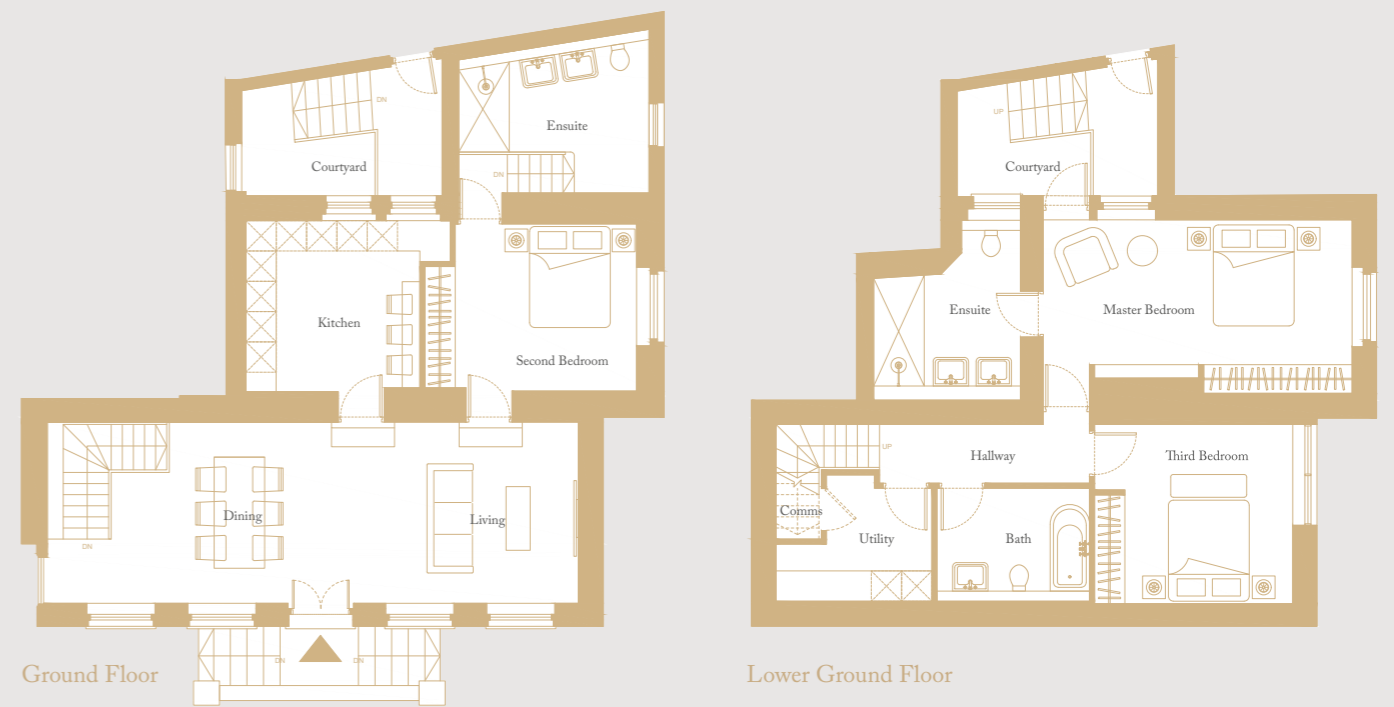 DN
Courtyard
Ensuite
DN
Kitchen
Second Bedroom
Dining
Living
DN
DN
DN
Ground Floor
UP
Courtyard
Ensuite
Master Bedroom
UP
Hallway
Third Bedroom
Comms
Utility
Bath
Lower Ground Floor